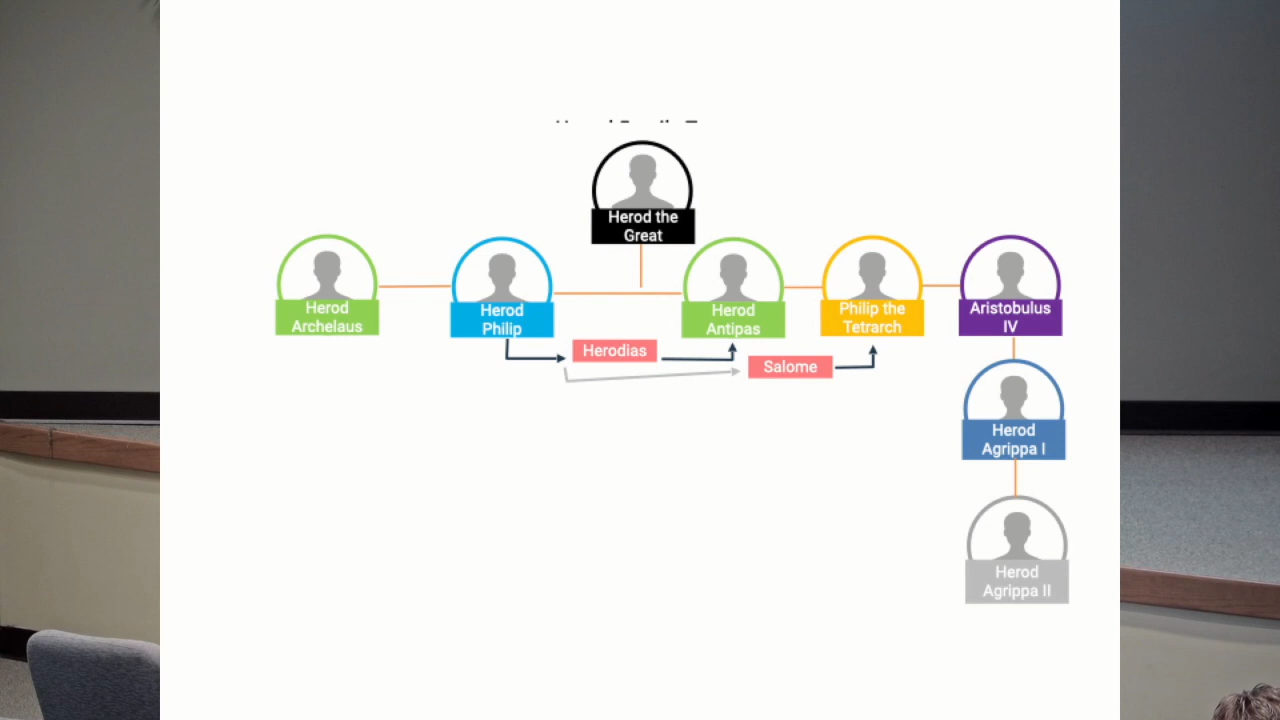 Herod the
Great
Herod
Archelaus
Herod
Philip
Herod
Antipas
Philip the
Tetrarch
Aristobulus
IV
Herodias
Salome
Herod
Agrippa I
Herod
Agrippa II